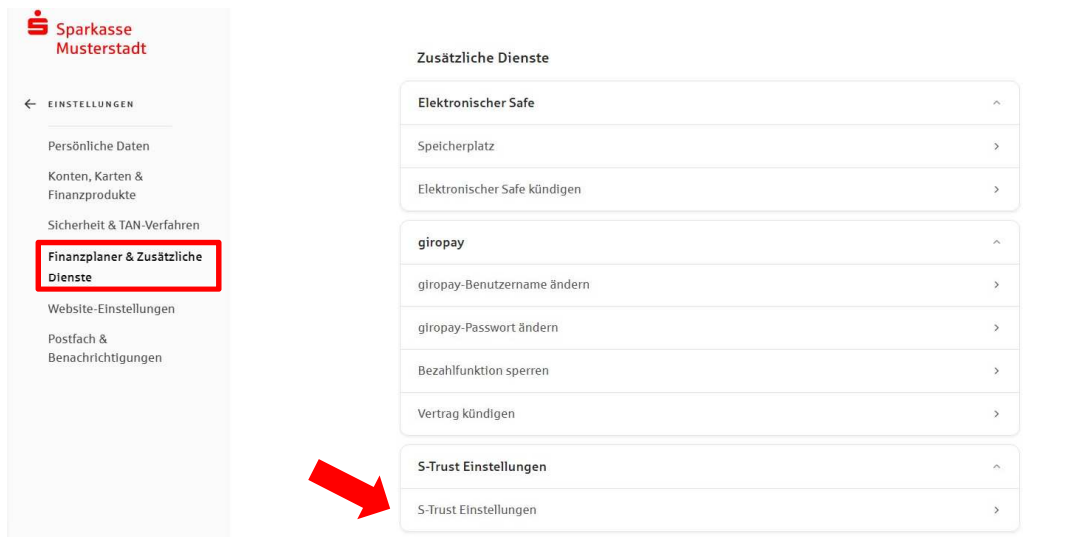 Sparkasse
Musterstadt
EINSTELLUNGEN
Persönliche Daten
Konten, Karten &
Finanzprodukte
Sicherheit & TAN-Verfahren
Finanzplaner & Zusätzliche
Dienste
Website-Einstellungen
Postfach &
Benachrichtigungen
Zusätzliche Dienste
Elektronischer Safe
Speicherplatz
Elektronischer Safe kündigen
giropay
giropay-Benutzername ändern
giropay-Passwort ändern
Bezahlfunktion sperren
Vertrag kündigen
S-Trust Einstellungen
S-Trust Einstellungen